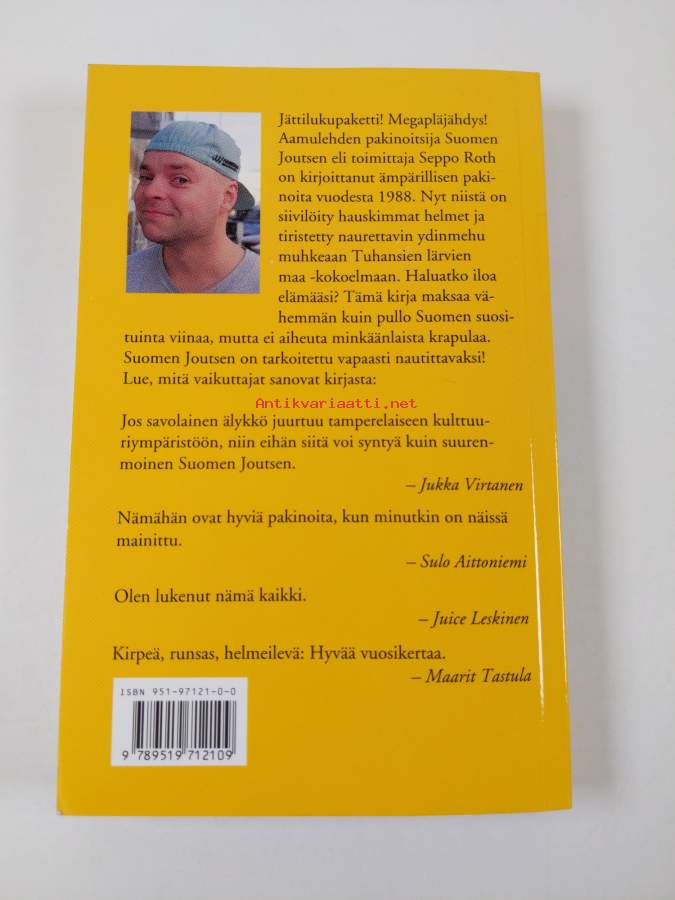 Jättilukupaketti! Megapläjähdys!
Aamulehden pakinoitsija Suomen
Joutsen eli toimittaja Seppo Roth
on kirjoittanut ämpärillisen paki-
noita vuodesta 1988. Nyt niistä on
siivilöity hauskimmat helmet ja
tiristetty naurettavin ydinmehu
muhkeaan Tuhansien lärvien
maa -kokoelmaan. Haluatko iloa
elämääsi? Tämä kirja maksaa vä-
hemmän kuin pullo Suomen suosi-
tuinta viinaa, mutta ei aiheuta minkäänlaista krapulaa.
Suomen Joutsen on tarkoitettu vapaasti nautittavaksi!
Lue, mitä vaikuttajat sanovat kirjasta:
Antikvariaatti.net
Jos savolainen älykkö juurtuu tamperelaiseen kulttuu-
riympäristöön, niin eihän siitä voi syntyä kuin suuren-
moinen Suomen Joutsen.
– Jukka Virtanen
Nämähän ovat hyviä pakinoita, kun minutkin on näissä
mainittu.
– Sulo Aittoniemi
Olen lukenut nämä kaikki.
– Juice Leskinen
Kirpeä, runsas, helmeilevä: Hyvää vuosikertaa.
– Maarit Tastula
ISBN 951-97121-0-0
9 789519 712109